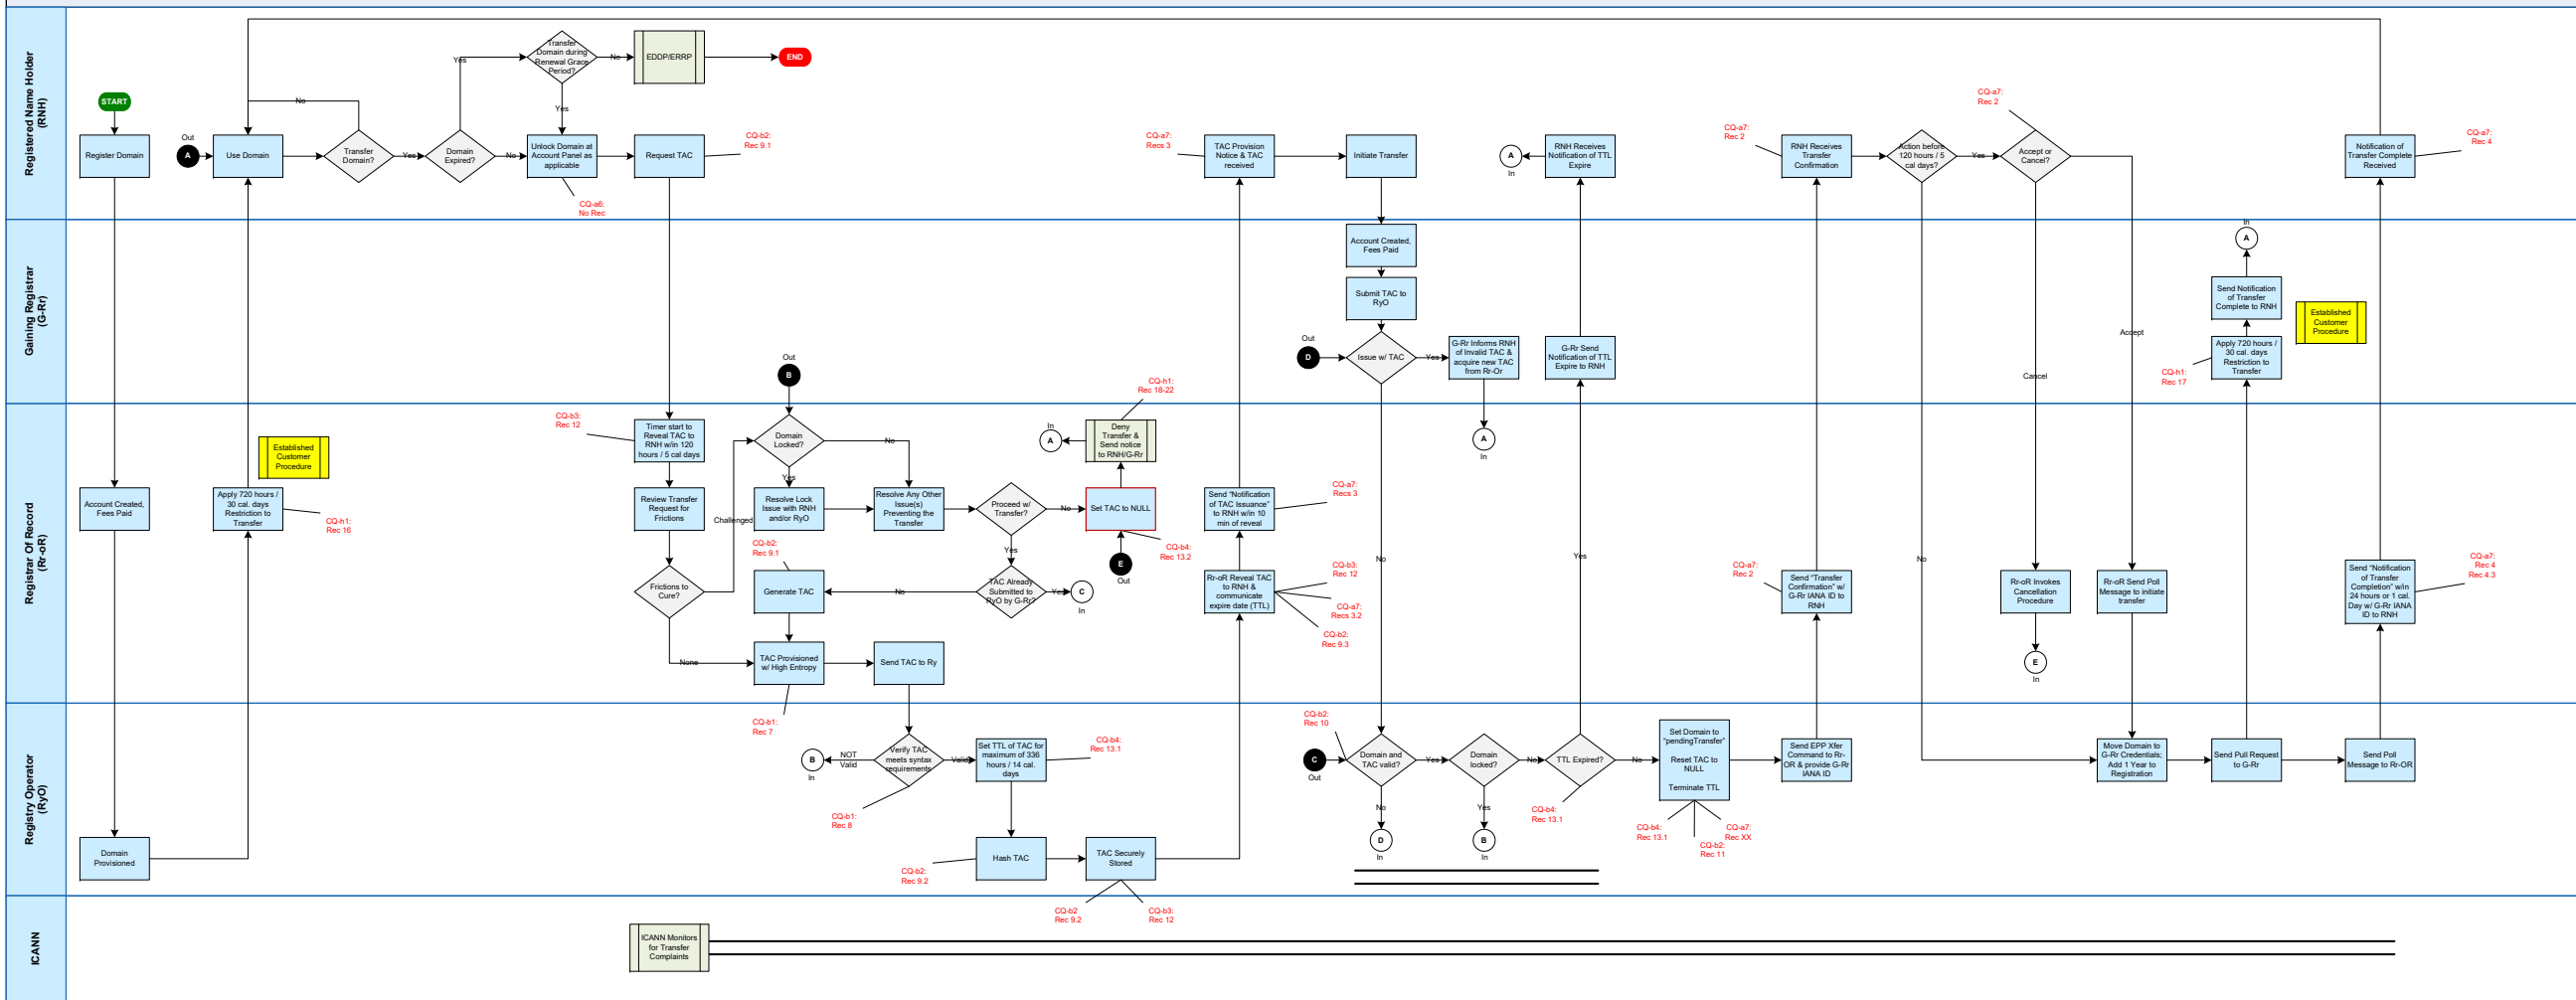 Registered Name Holder
(RNH)
START
Register Domain
Out
A
Use Domain
No
Transfer
Domain?
Yes
Domain
Expired?
Yes
No
Transfer
Domain during
Renewal Grace
Period?
No
Yes
EDDP/ERRP
END
Unlock Domain at
Account Panel as
applicable
CQ-a6:
No Rec
Request TAC
CQ-b2:
Rec 9.1
CQ-a7:
Recs 3
TAC Provision
Notice & TAC
received
Initiate Transfer
A
In
RNH Receives
Notification of TTL
Expire
CQ-a7:
Rec 2
RNH Receives
Transfer
Confirmation
Action before
120 hours / 5
cal days?
Yes
CQ-a7:
Rec 2
Accept or
Cancel?
Notification of
Transfer Complete
Received
CQ-a7:
Rec 4
Gaining Registrar
(G-Rr)
Account Created,
Fees Paid
Submit TAC to
RyO
Out
D
Issue w/ TAC
Yes
G-Rr Informs RNH
of Invalid TAC &
acquire new TAC
from Rr-Or
G-Rr Send
Notification of TTL
Expire to RNH
Accept
Cancel
In
A
Send Notification
of Transfer
Complete to RNH
Apply 720 hours /
30 cal. days
Restriction to
Transfer
CQ-h1:
Rec 17
Established
Customer
Procedure
Out
B
CQ-h1:
Rec 18-22
Registrar Of Record
(Rr-oR)
Account Created,
Fees Paid
Established
Customer
Procedure
Apply 720 hours /
30 cal. days
Restriction to
Transfer
CQ-h1:
Rec 16
CQ-b3:
Rec 12
Timer start to
Reveal TAC to
RNH w/in 120
hours / 5 cal days
Review Transfer
Request for
Frictions
Frictions to
Cure?
Challenged
None
Domain
Locked?
No
Yes
Resolve Lock
Issue with RNH
and/or RyO
Resolve Any Other
Issue(s)
Preventing the
Transfer
Proceed w/
Transfer?
No
Yes
Set TAC to NULL
In
A
Deny
Transfer &
Send notice
to RNH/G-Rr
CQ-b4:
Rec 13.2
E
Out
CQ-b2:
Rec 9.1
Generate TAC
No
TAC Already
Submitted to
RyO by G-Rr?
Yes
C
In
TAC Provisioned
w/ High Entropy
Send TAC to Ry
CQ-b1:
Rec 7
Send "Notification
of TAC Issuance"
to RNH w/in 10
min of reveal
CQ-a7:
Recs 3
Rr-oR Reveal TAC
to RNH &
communicate
expire date (TTL)
CQ-b3:
Rec 12
CQ-a7:
Recs 3.2
CQ-b2:
Rec 9.3
No
A
In
Yes
CQ-a7:
Rec 2
Send "Transfer
Confirmation" w/
G-Rr IANA ID to
RNH
No
Rr-oR Invokes
Cancellation
Procedure
E
In
Rr-oR Send Poll
Message to initiate
transfer
Send "Notification
of Transfer
Completion" w/in
24 hours or 1 cal.
Day w/ G-Rr IANA
ID to RNH
CQ-a7:
Rec 4
Rec 4.3
Registry Operator
(RyO)
Domain
Provisioned
B
In
NOT
Valid
Verify TAC
meets syntax
requirements
Valid
CQ-b1:
Rec 8
Set TTL of TAC for
maximum of 336
hours / 14 cal.
days
CQ-b4:
Rec 13.1
Hash TAC
CQ-b2:
Rec 9.2
TAC Securely
Stored
CQ-b2
Rec 9.2
CQ-b3:
Rec 12
CQ-b2:
Rec 10
C
Out
Domain and
TAC valid?
Yes
No
D
In
Domain
locked?
No
Yes
B
In
TTL Expired?
No
CQ-b4:
Rec 13.1
Set Domain to
"pendingTransfer"
Reset TAC to
NULL
Terminate TTL
CQ-b4:
Rec 13.1
CQ-b2:
Rec 11
CQ-a7:
Rec XX
Send EPP Xfer
Command to Rr-
OR & provide G-Rr
IANA ID
Move Domain to
G-Rr Credentials;
Add 1 Year to
Registration
Send Pull Request
to G-Rr
Send Poll
Message to Rr-OR
ICANN
ICANN Monitors
for Transfer
Complaints